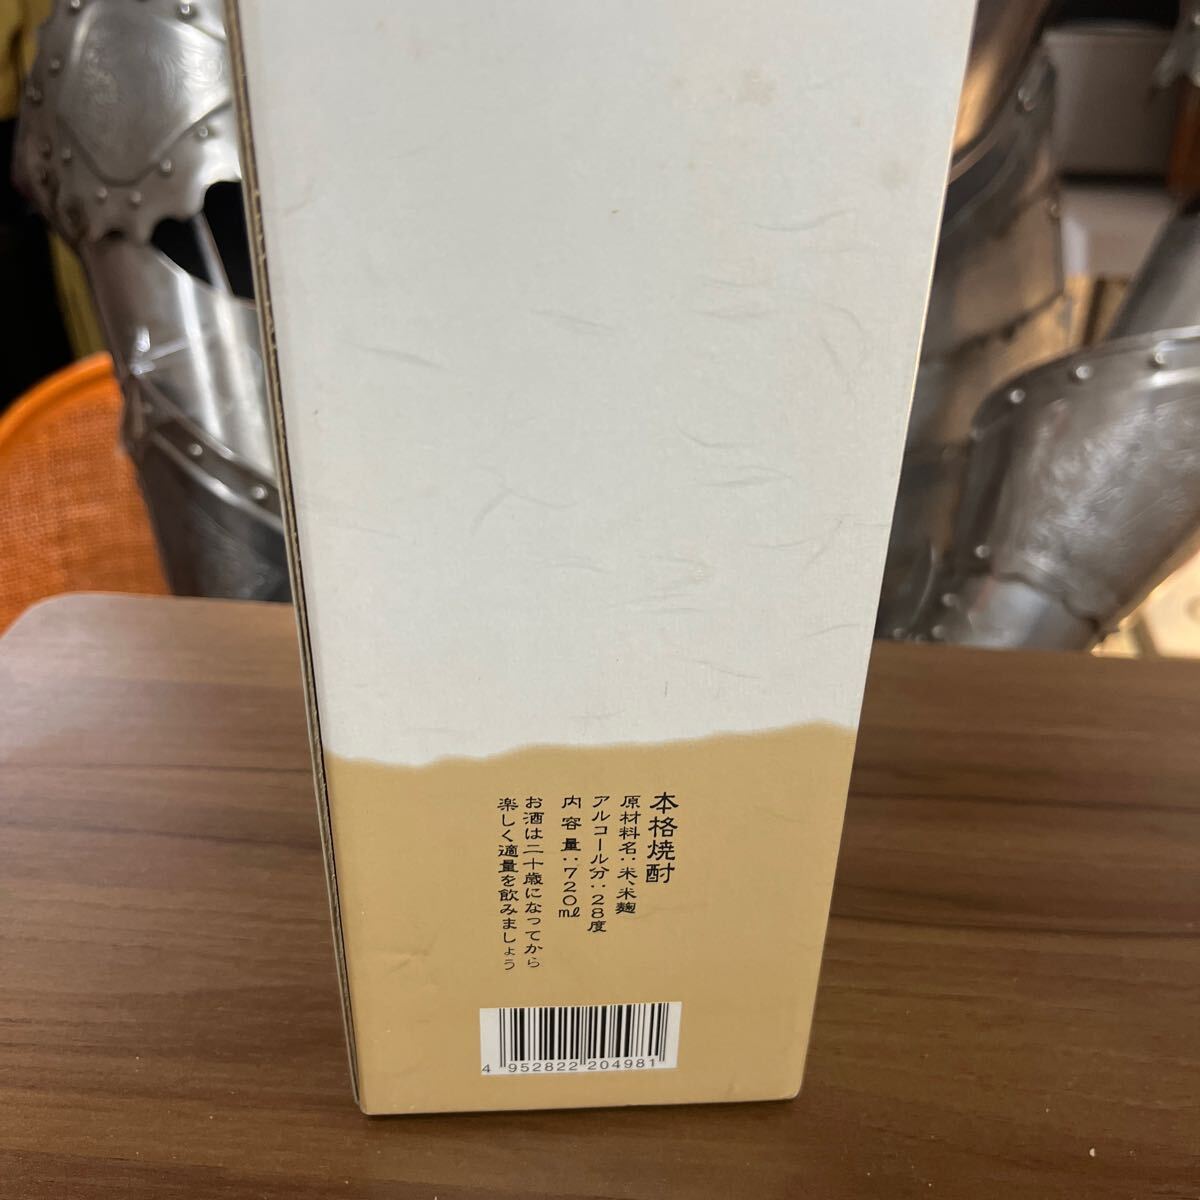 本格焼酎
原材料名：米、米麹
アルコール分：28度
内容量：720ml
お酒は二十歳になってから
楽しく適量を飲みましょう
4 952822 204981